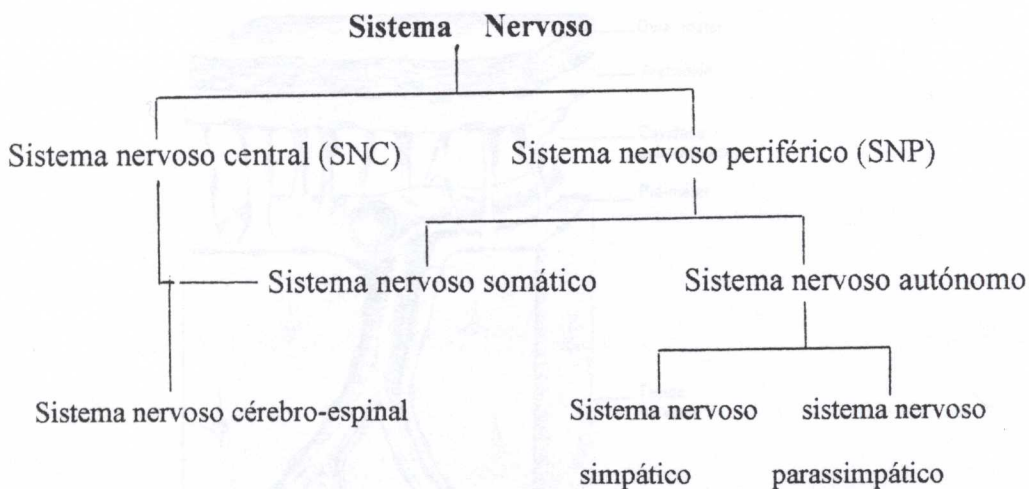 Sistema Nervoso
Sistema nervoso central (SNC) Sistema nervoso periférico (SNP)
Sistema nervoso somático Sistema nervoso autónomo
Sistema nervoso cérebro-espinal Sistema nervoso sistema nervoso
simpático parassimpático